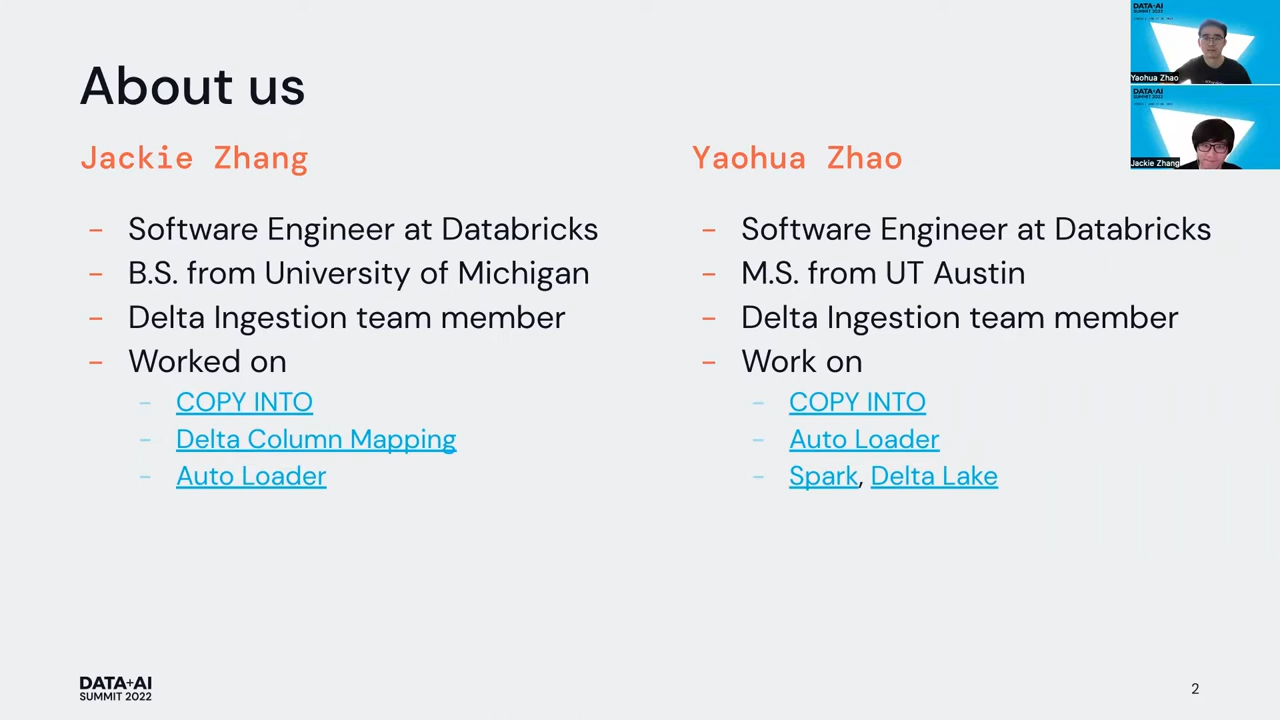 About us
Jackie Zhang
- Software Engineer at Databricks
- B.S. from University of Michigan
- Delta Ingestion team member
- Worked on
- COPY INTO
- Delta Column Mapping
- Auto Loader
Yaohua Zhao
- Software Engineer at Databricks
- M.S. from UT Austin
- Delta Ingestion team member
- Work on
- COPY INTO
- Auto Loader
- Spark, Delta Lake
DATA+AI
SUMMIT 2022
Yaohua Zhao
DATA+AI
SUMMIT 2022
Jackie Zhang
DATA+AI
SUMMIT 2022
2